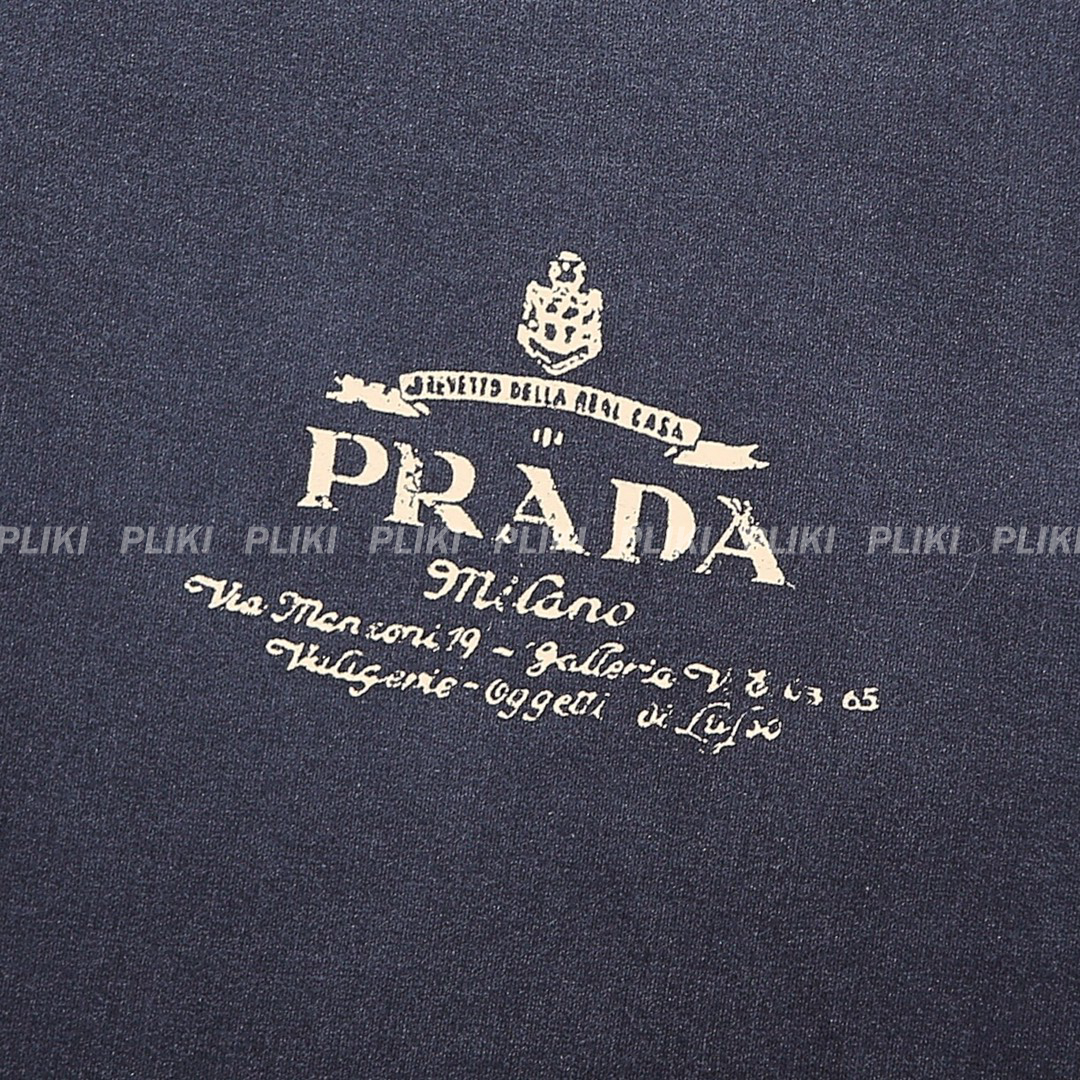 BREVETTO DELLA REAL CASA
PRADA
Milano
Via Manzoni, 19 - Galleria V. E. 63 65
Valigerie - Oggetti di Lusso
PLIKI PLIKI PLIKI PLIKI PLIKI PLIKI PLIKI PLIKI PLIKI